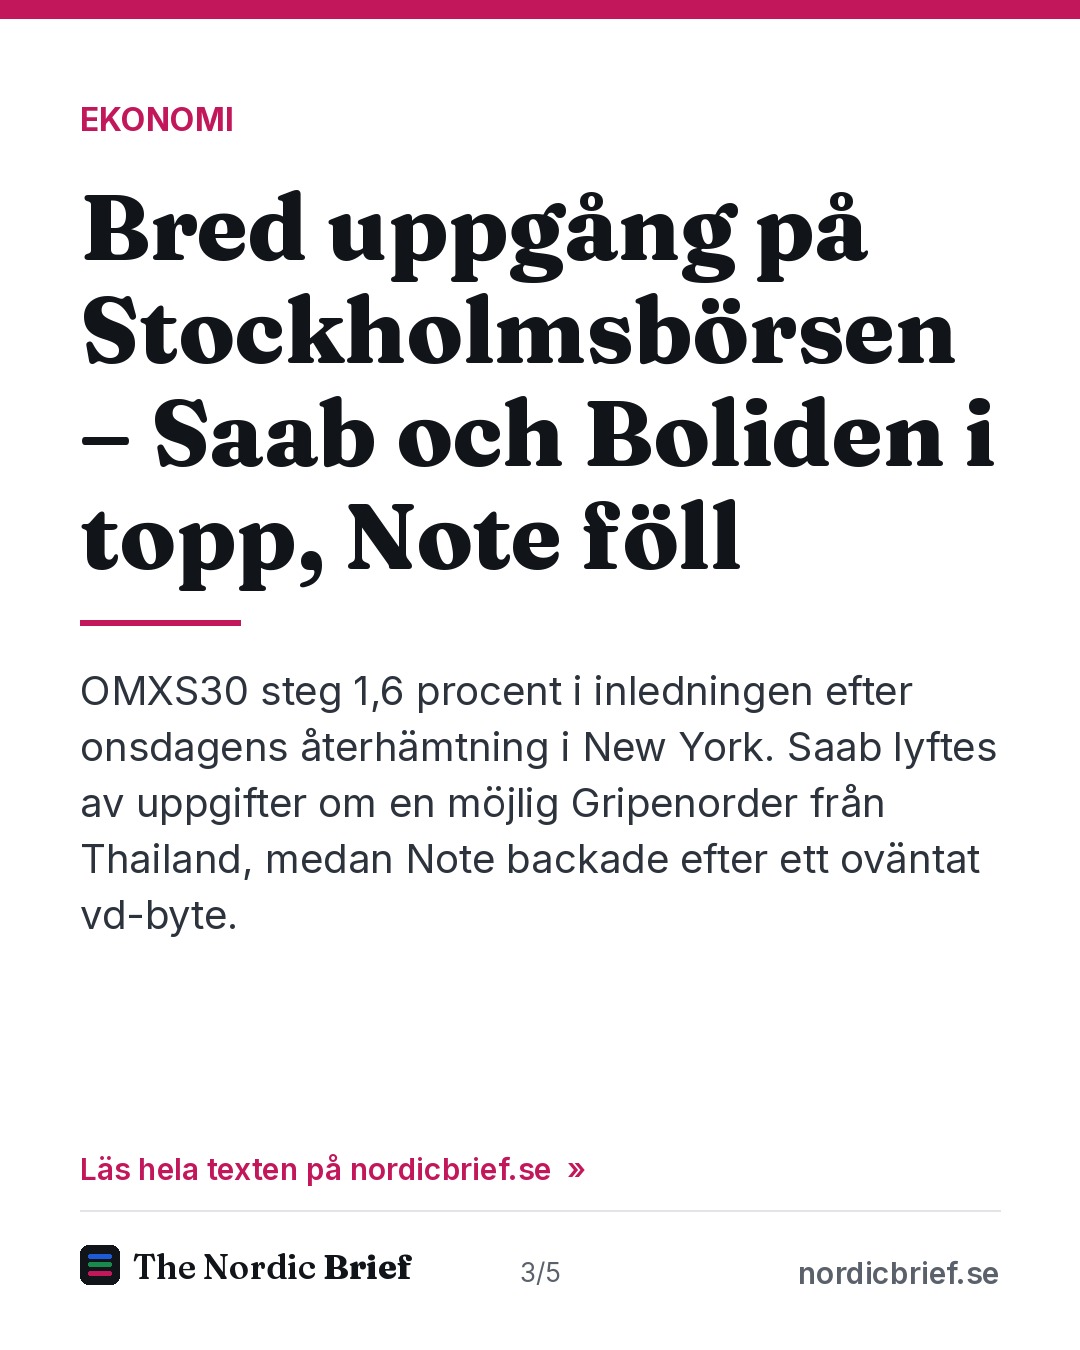 EKONOMI
Bred uppgång på
Stockholmsbörsen
– Saab och Boliden i
topp, Note föll
OMXS30 steg 1,6 procent i inledningen efter
onsdagens återhämtning i New York. Saab lyftes
av uppgifter om en möjlig Gripenorder från
Thailand, medan Note backade efter ett oväntat
vd-byte.
Läs hela texten på nordicbrief.se »
The Nordic Brief 3/5 nordicbrief.se